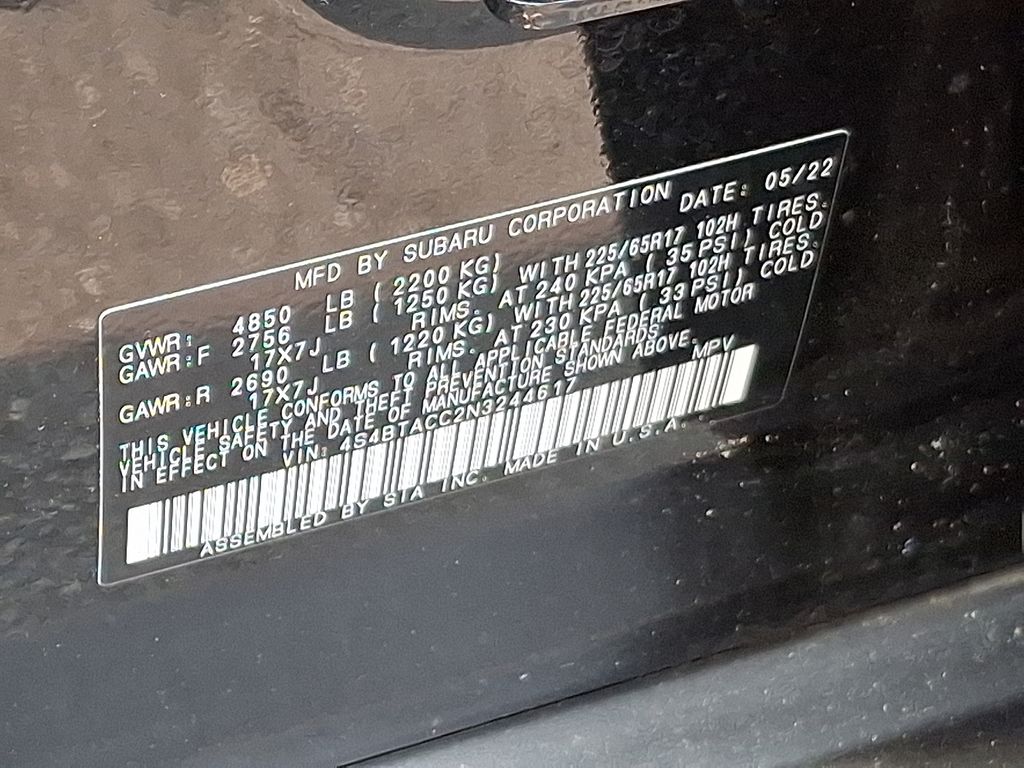 MFD BY SUBARU CORPORATION DATE: 05/22
GVWR: 4850 LB (2200 KG)
GAWR:F 2756 LB (1250 KG) WITH 225/65R17 102H TIRES.
17X7J RIMS. AT 240 KPA (35 PSI) COLD
GAWR:R 2690 LB (1220 KG) WITH 225/65R17 102H TIRES.
17X7J RIMS. AT 230 KPA (33 PSI) COLD
THIS VEHICLE CONFORMS TO ALL APPLICABLE FEDERAL MOTOR
VEHICLE SAFETY AND THEFT PREVENTION STANDARDS
IN EFFECT ON THE DATE OF MANUFACTURE SHOWN ABOVE.
VIN: 4S4BTACC2N3244617 MPV
ASSEMBLED BY SIA INC. MADE IN U.S.A.